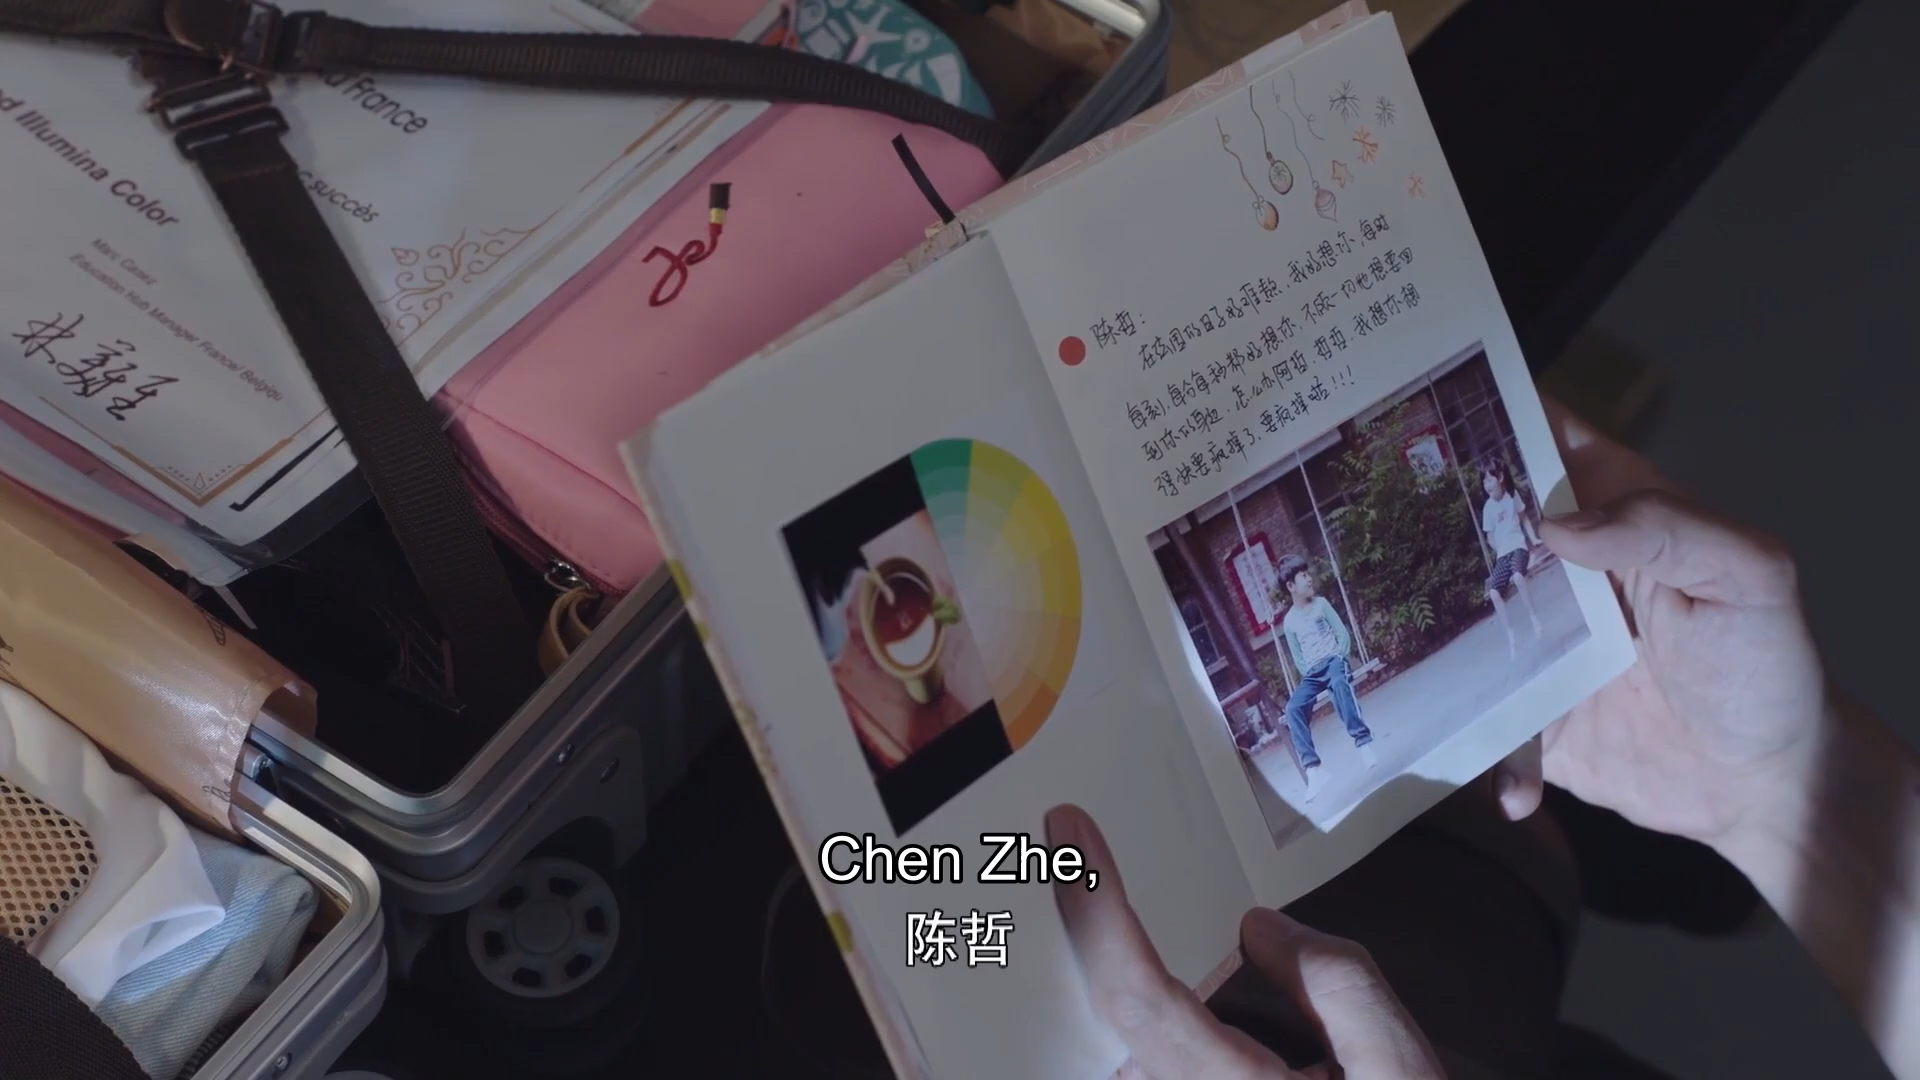 Illumina Color
France
succès
Marc
Education Hub Manager France/
陈哲:
在法国的日子好难熬,我好想你,每时
每刻,每分每秒都好想你,不顾一切地想要回
到你的身边,怎么办阿哲,哲哲,我想你想
得快要疯掉了,要疯掉啦!!!
Chen Zhe,
陈哲